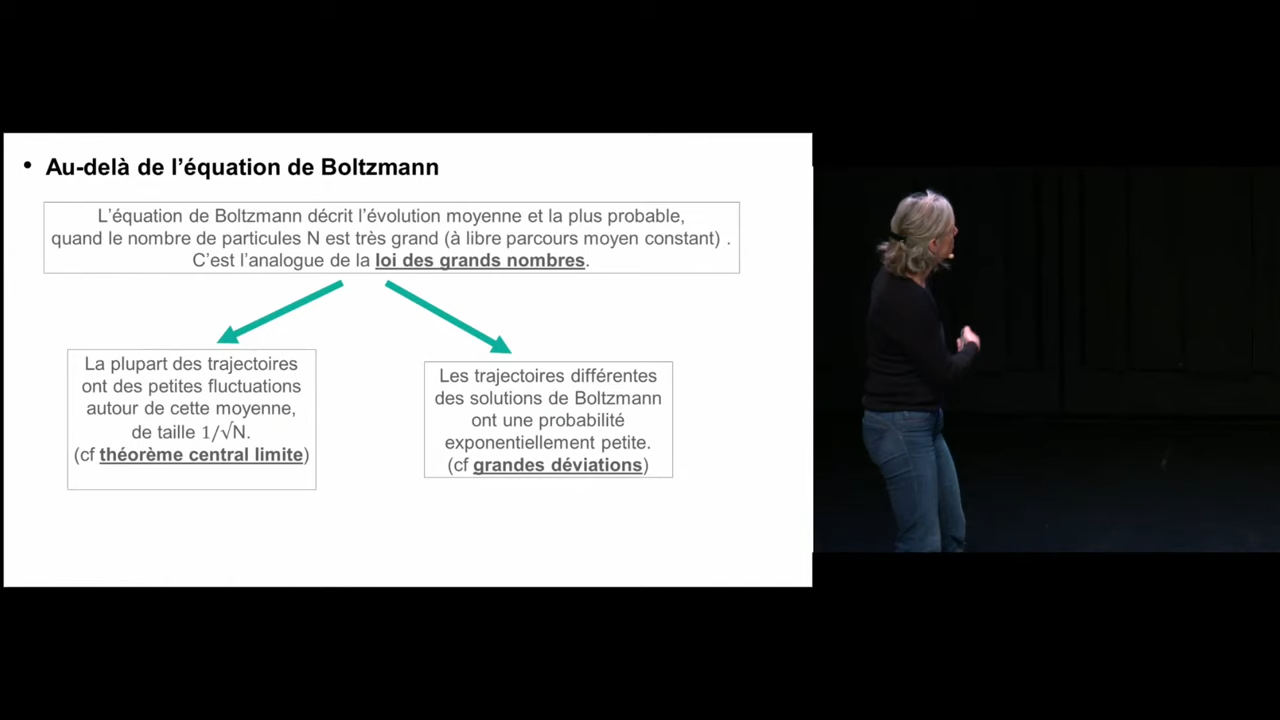 • Au-delà de l’équation de Boltzmann
L’équation de Boltzmann décrit l’évolution moyenne et la plus probable,
quand le nombre de particules N est très grand (à libre parcours moyen constant) .
C’est l’analogue de la loi des grands nombres.
La plupart des trajectoires
ont des petites fluctuations
autour de cette moyenne,
de taille 1/√N.
(cf théorème central limite)
Les trajectoires différentes
des solutions de Boltzmann
ont une probabilité
exponentiellement petite.
(cf grandes déviations)